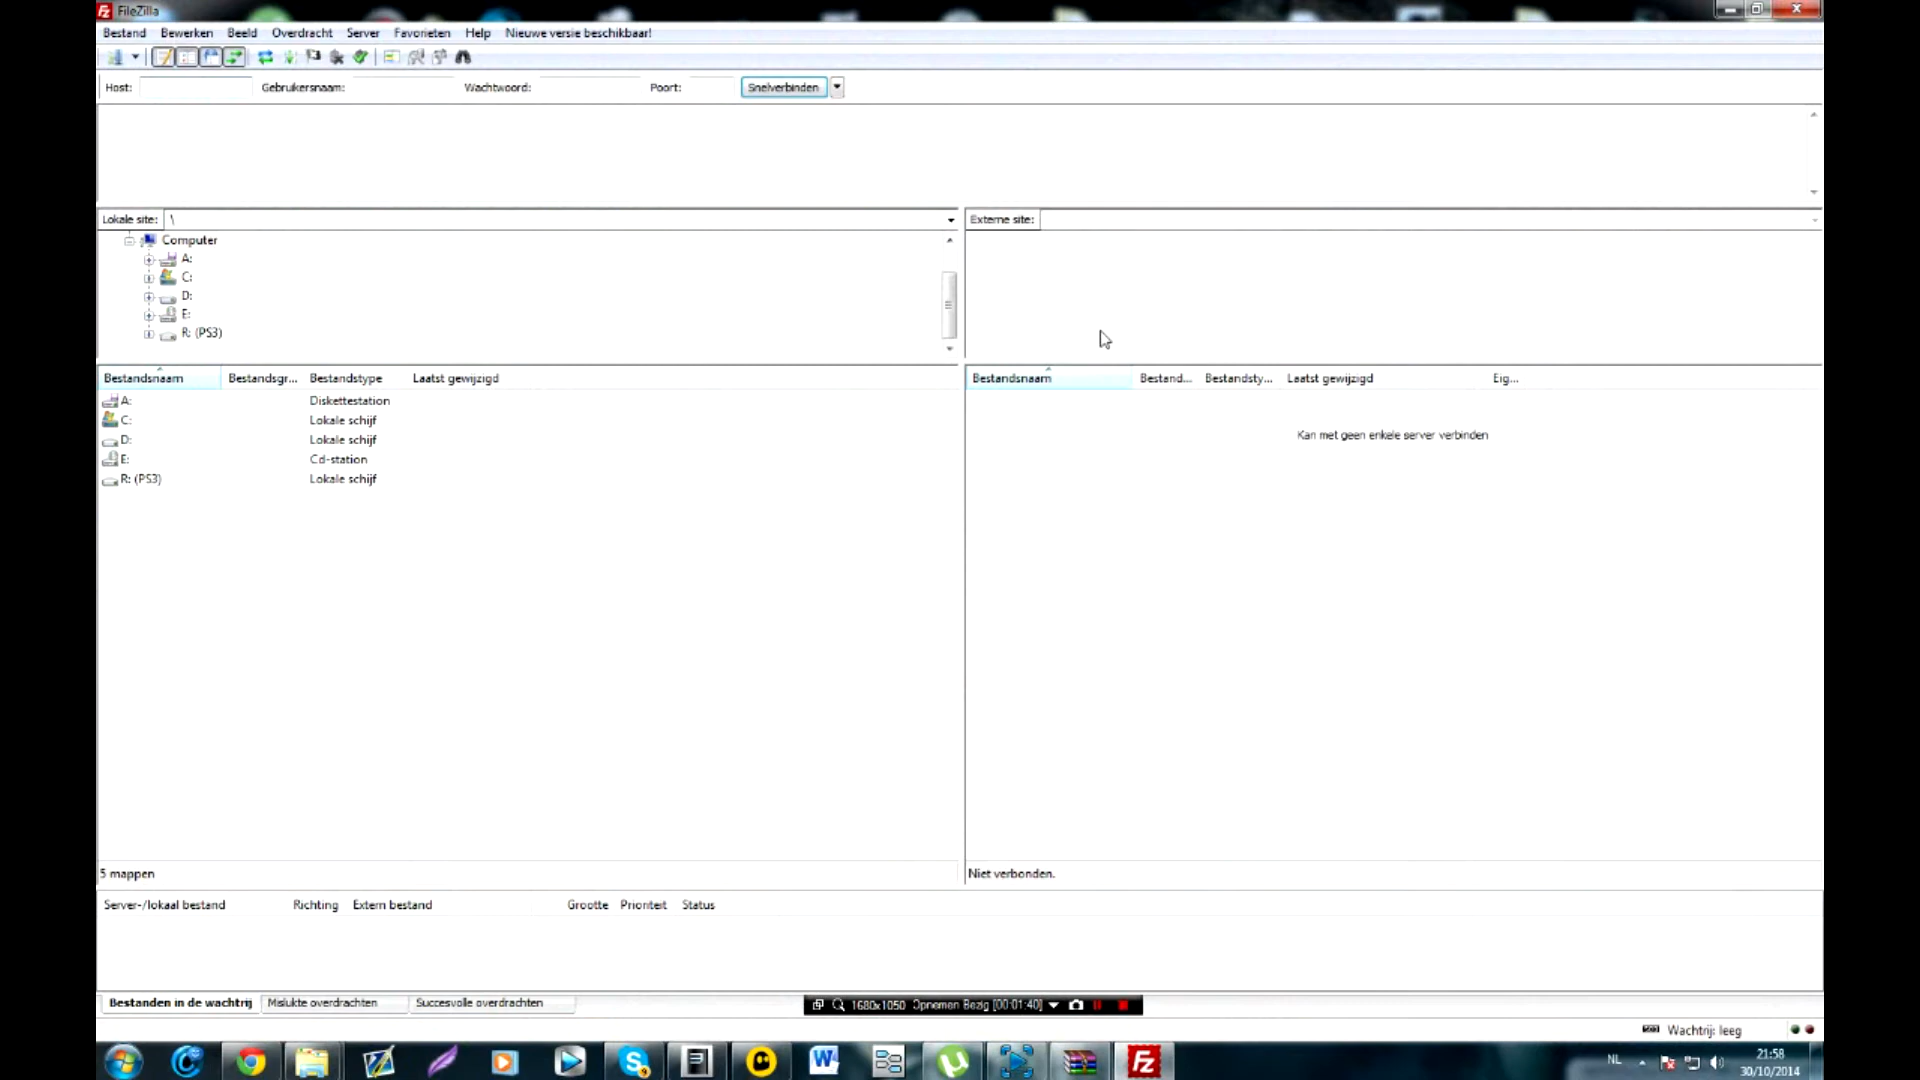 FileZilla
Bestand Bewerken Beeld Overdracht Server Favorieten Help Nieuwe versie beschikbaar!
Host: Gebruikersnaam: Wachtwoord: Poort: Snelverbinden
Lokale site: \
Externe site:
Computer
A:
C:
D:
E:
R: (PS3)
Bestandsnaam Bestandsgr... Bestandstype Laatst gewijzigd
A: Diskettestation
C: Lokale schijf
D: Lokale schijf
E: Cd-station
R: (PS3) Lokale schijf
Bestandsnaam Bestand... Bestandsty... Laatst gewijzigd Eig...
Kan met geen enkele server verbinden
5 mappen
Niet verbonden.
Server-/lokaal bestand Richting Extern bestand Grootte Prioriteit Status
Bestanden in de wachtrij Mislukte overdrachten Succesvolle overdrachten
1680x1050 Opnemen Bezig [00:01:40]
Wachtrij: leeg
NL
21:58
30/10/2014